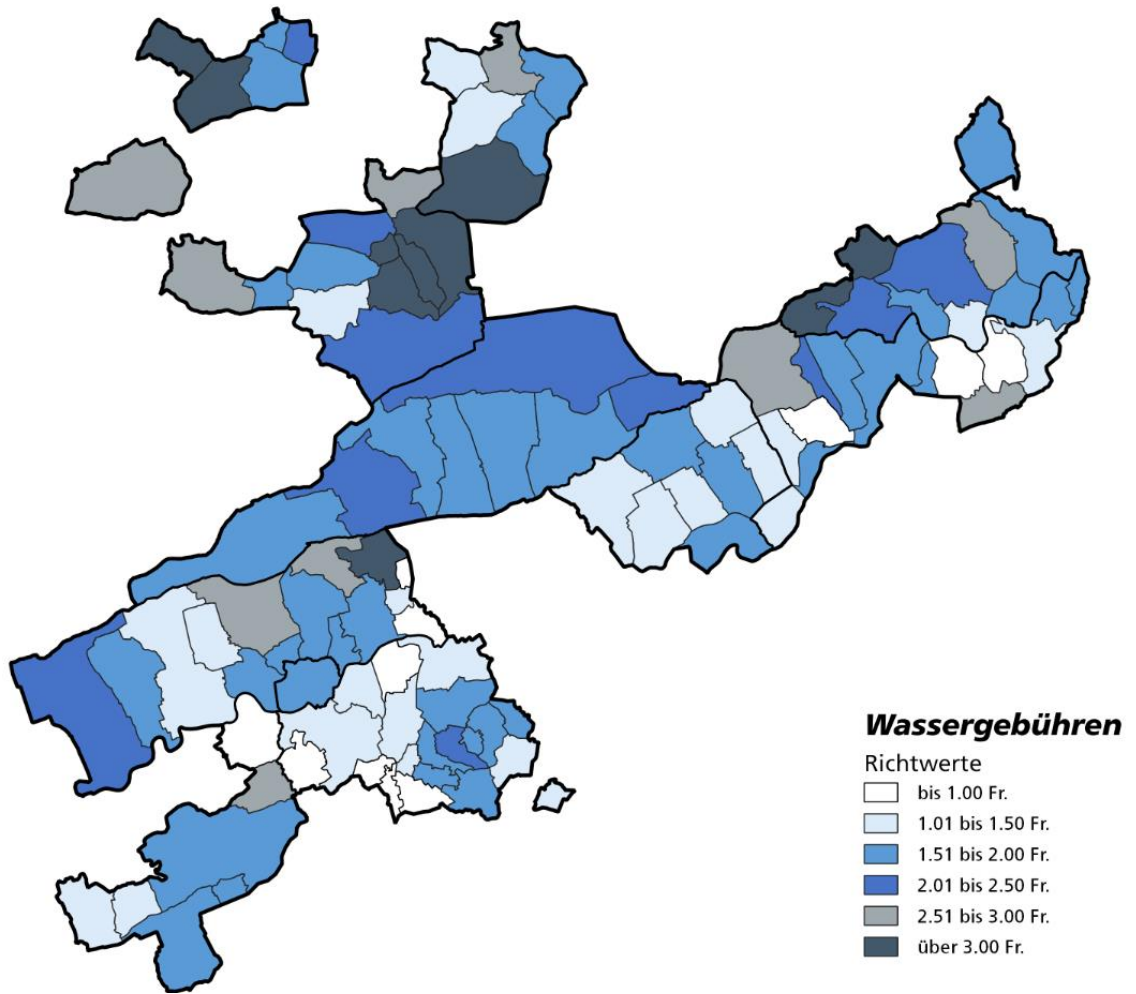 Wassergebühren
Richtwerte
bis 1.00 Fr.
1.01 bis 1.50 Fr.
1.51 bis 2.00 Fr.
2.01 bis 2.50 Fr.
2.51 bis 3.00 Fr.
über 3.00 Fr.